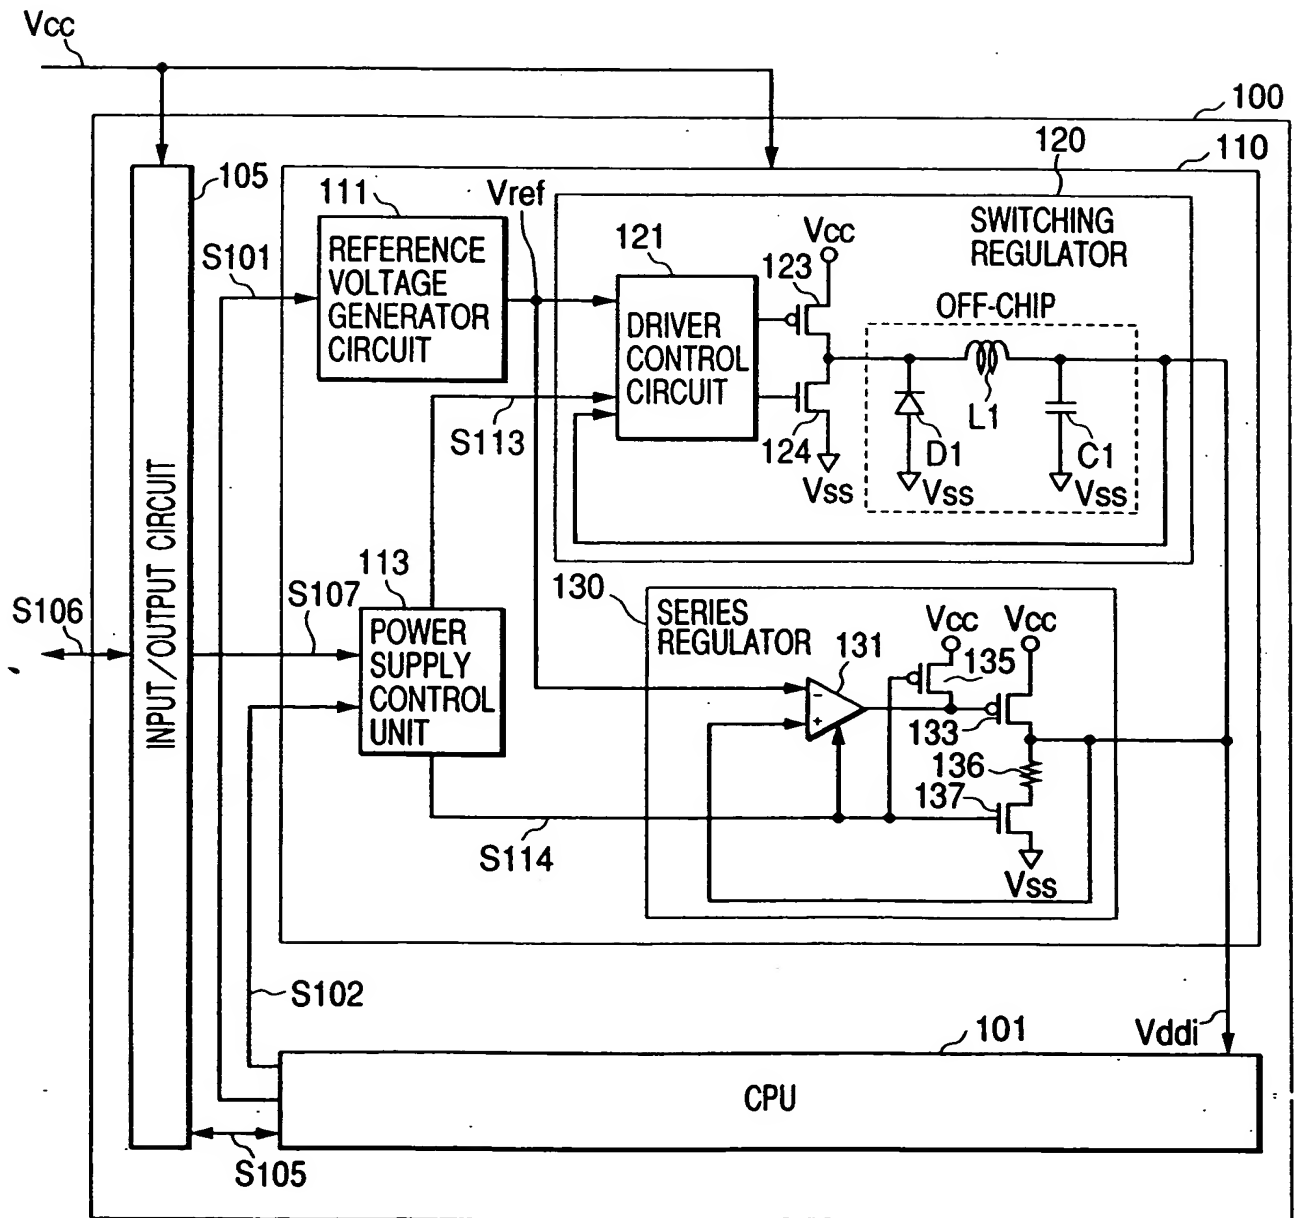 Vcc
100
120
110
105
111
Vref
SWITCHING
REGULATOR
REFERENCE
VOLTAGE
GENERATOR
CIRCUIT
S101
121
Vcc
123
OFF-CHIP
DRIVER
CONTROL
CIRCUIT
L1
S113
124
D1
C1
Vss
Vss
Vss
INPUT/OUTPUT CIRCUIT
113
130
S106
S107
SERIES
REGULATOR
Vcc
Vcc
POWER
SUPPLY
CONTROL
UNIT
131
135
-
+
133
136
137
S114
Vss
S102
Vddi
101
CPU
S105